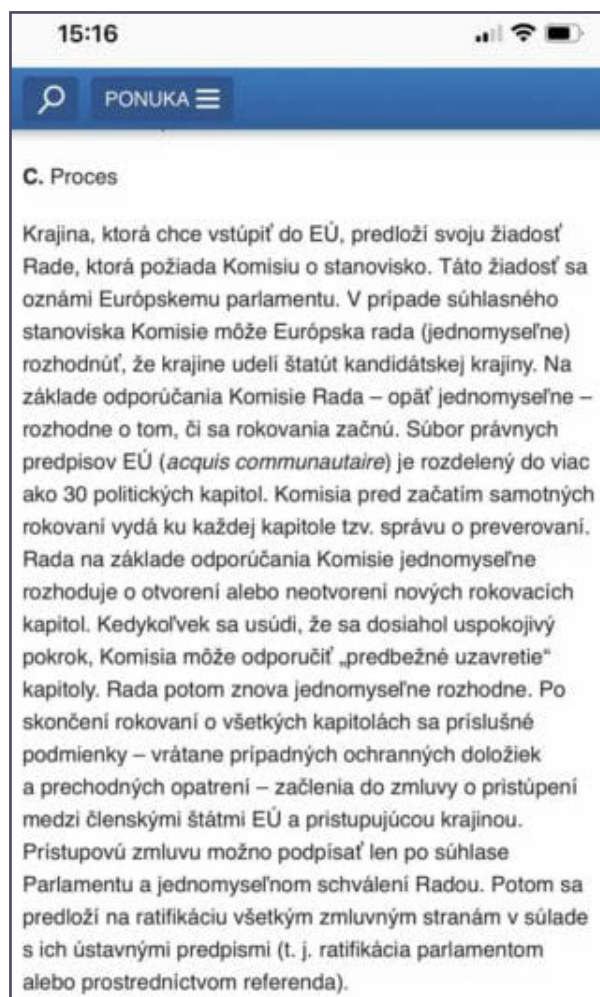 15:16
PONUKA
C. Proces
Krajina, ktorá chce vstúpiť do EÚ, predloží svoju žiadosť
Rade, ktorá požiada Komisiu o stanovisko. Táto žiadosť sa
oznámi Európskemu parlamentu. V prípade súhlasného
stanoviska Komisie môže Európska rada (jednomyseľne)
rozhodnúť, že krajine udelí štatút kandidátskej krajiny. Na
základe odporúčania Komisie Rada – opäť jednomyseľne –
rozhodne o tom, či sa rokovania začnú. Súbor právnych
predpisov EÚ (acquis communautaire) je rozdelený do viac
ako 30 politických kapitol. Komisia pred začatím samotných
rokovaní vydá ku každej kapitole tzv. správu o preverovaní.
Rada na základe odporúčania Komisie jednomyseľne
rozhoduje o otvorení alebo neotvorení nových rokovacích
kapitol. Kedykoľvek sa usúdi, že sa dosiahol uspokojivý
pokrok, Komisia môže odporučiť „predbežné uzavretie“
kapitoly. Rada potom znova jednomyseľne rozhodne. Po
skončení rokovaní o všetkých kapitolách sa príslušné
podmienky – vrátane prípadných ochranných doložiek
a prechodných opatrení – začlenia do zmluvy o pristúpení
medzi členskými štátmi EÚ a pristupujúcou krajinou.
Prístupovú zmluvu možno podpísať len po súhlase
Parlamentu a jednomyseľnom schválení Radou. Potom sa
predloží na ratifikáciu všetkým zmluvným stranám v súlade
s ich ústavnými predpismi (t. j. ratifikácia parlamentom
alebo prostredníctvom referenda).